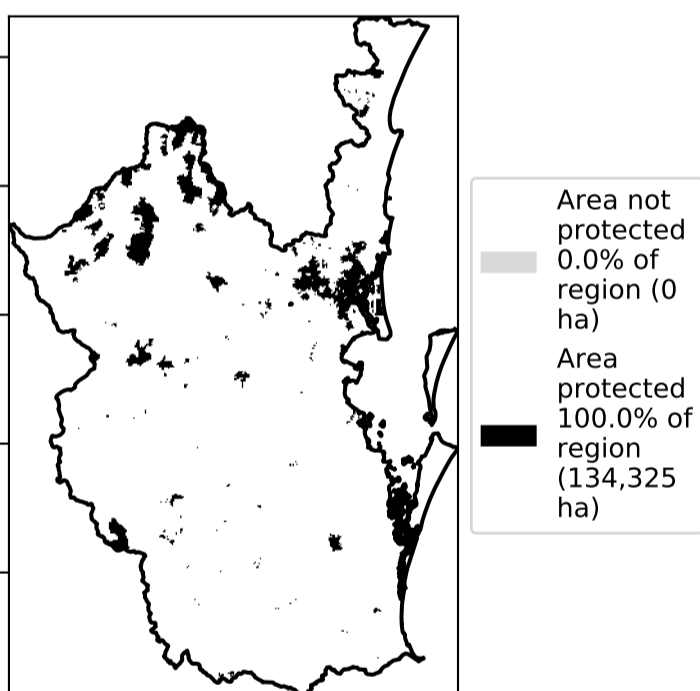 Area not
protected
0.0% of
region (0
ha)
Area
protected
100.0% of
region
(134,325
ha)